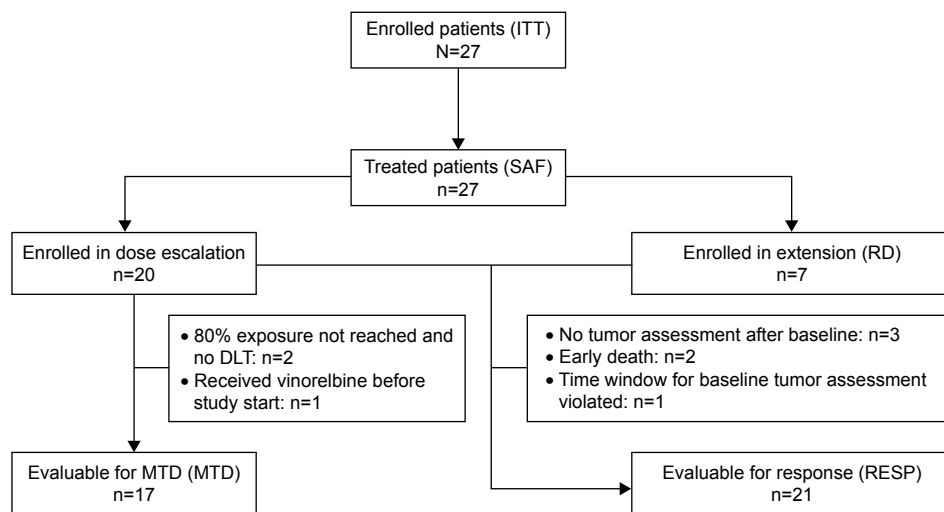 Enrolled patients (ITT)
N=27
Treated patients (SAF)
n=27
Enrolled in dose escalation
n=20
Enrolled in extension (RD)
n=7
• 80% exposure not reached and
no DLT: n=2
• Received vinorelbine before
study start: n=1
• No tumor assessment after baseline: n=3
• Early death: n=2
• Time window for baseline tumor assessment
violated: n=1
Evaluable for MTD (MTD)
n=17
Evaluable for response (RESP)
n=21